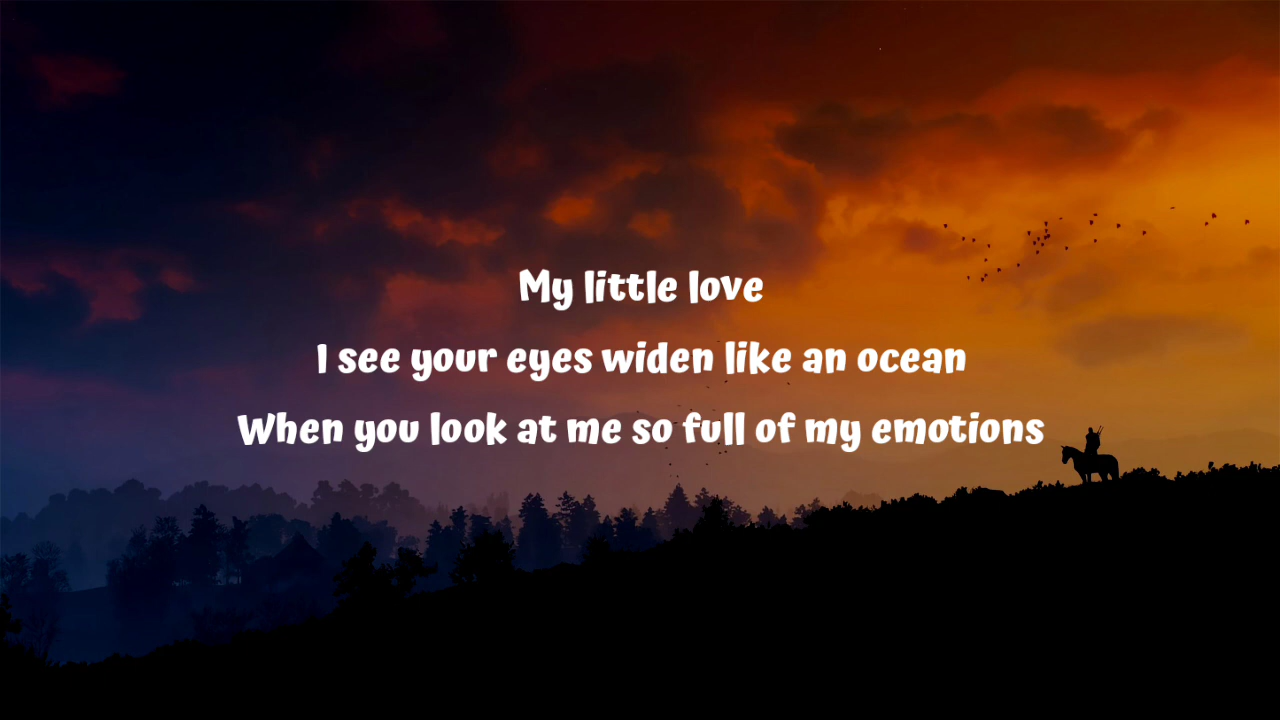 My little love
I see your eyes widen like an ocean
When you look at me so full of my emotions